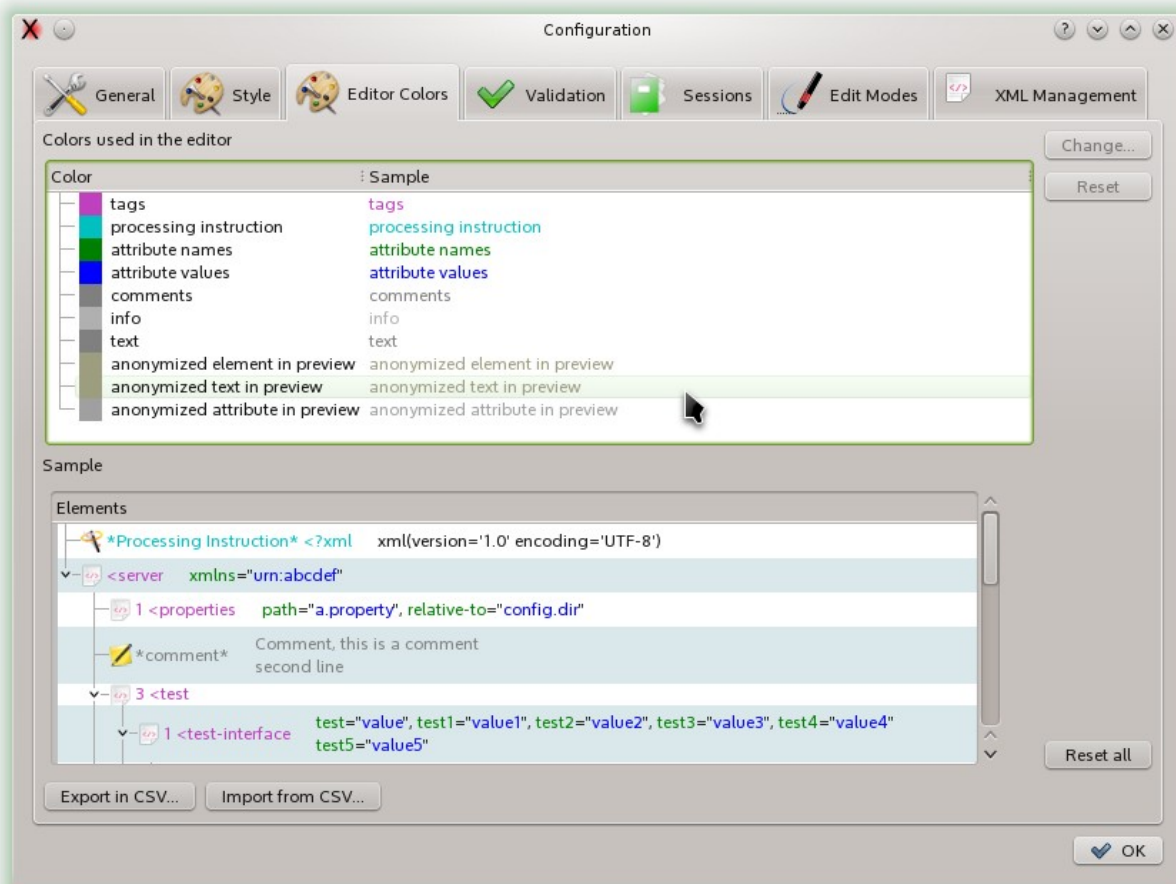 Configuration
General Style Editor Colors Validation Sessions Edit Modes XML Management
Colors used in the editor
Change...
Color Sample
Reset
tags tags
processing instruction processing instruction
attribute names attribute names
attribute values attribute values
comments comments
info info
text text
anonymized element in preview anonymized element in preview
anonymized text in preview anonymized text in preview
anonymized attribute in preview anonymized attribute in preview
Sample
Elements
*Processing Instruction* <?xml xml(version='1.0' encoding='UTF-8')
<server xmlns="urn:abcdef"
1 <properties path="a.property", relative-to="config.dir"
*comment* Comment, this is a comment
second line
3 <test
1 <test-interface test="value", test1="value1", test2="value2", test3="value3", test4="value4"
test5="value5"
Reset all
Export in CSV... Import from CSV...
OK